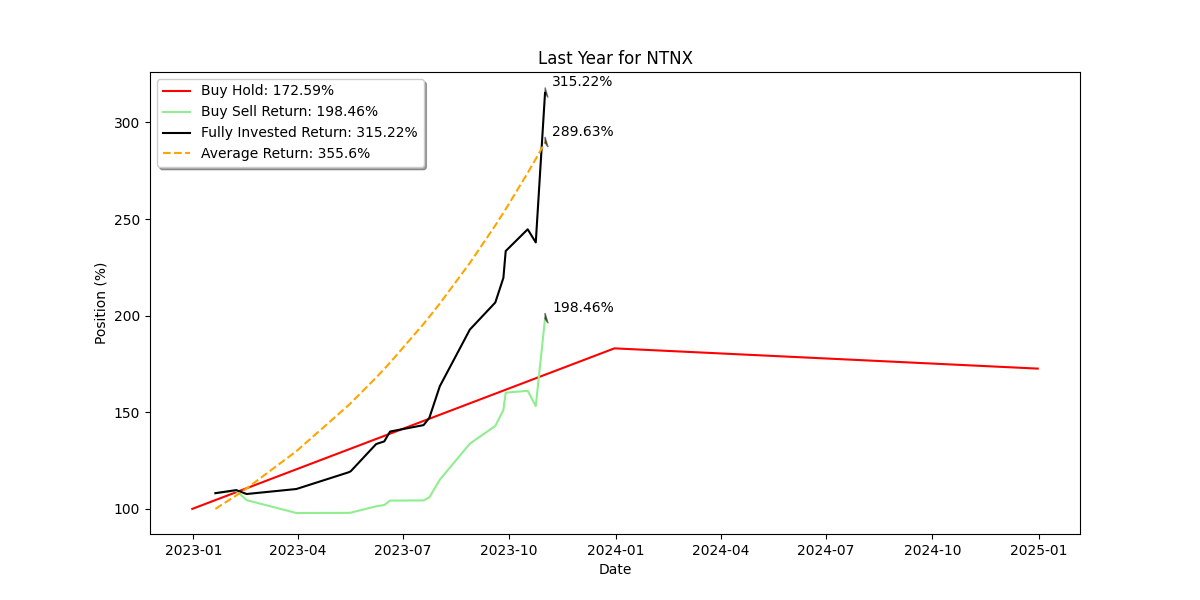 Last Year for NTNX
Buy Hold: 172.59%
Buy Sell Return: 198.46%
Fully Invested Return: 315.22%
Average Return: 355.6%
315.22%
289.63%
198.46%
Position (%)
300
250
200
150
100
2023-01 2023-04 2023-07 2023-10 2024-01 2024-04 2024-07 2024-10 2025-01
Date